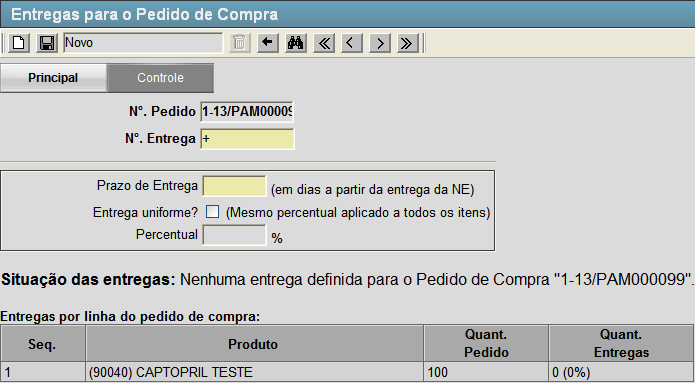 Entregas para o Pedido de Compra
Novo
Principal Controle
N°. Pedido 1-13/PAM000099
N°. Entrega +
Prazo de Entrega (em dias a partir da entrega da NE)
Entrega uniforme? (Mesmo percentual aplicado a todos os itens)
Percentual %
Situação das entregas: Nenhuma entrega definida para o Pedido de Compra "1-13/PAM000099".
Entregas por linha do pedido de compra:
Seq. Produto Quant. Pedido Quant. Entregas
1 (90040) CAPTOPRIL TESTE 100 0 (0%)